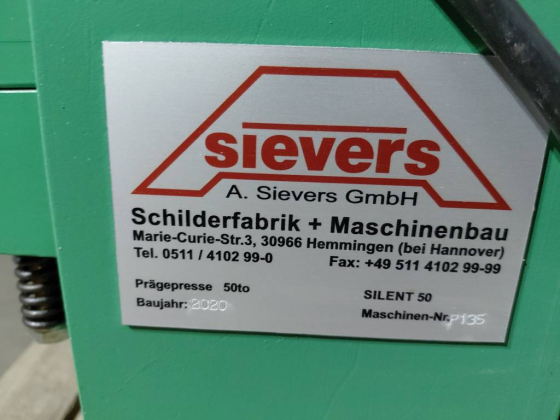 sievers
A. Sievers GmbH
Schilderfabrik + Maschinenbau
Marie-Curie-Str.3, 30966 Hemmingen (bei Hannover)
Tel. 0511 / 4102 99-0 Fax: +49 511 4102 99-99
Prägepresse 50to SILENT 50
Baujahr: 2020 Maschinen-Nr. P135